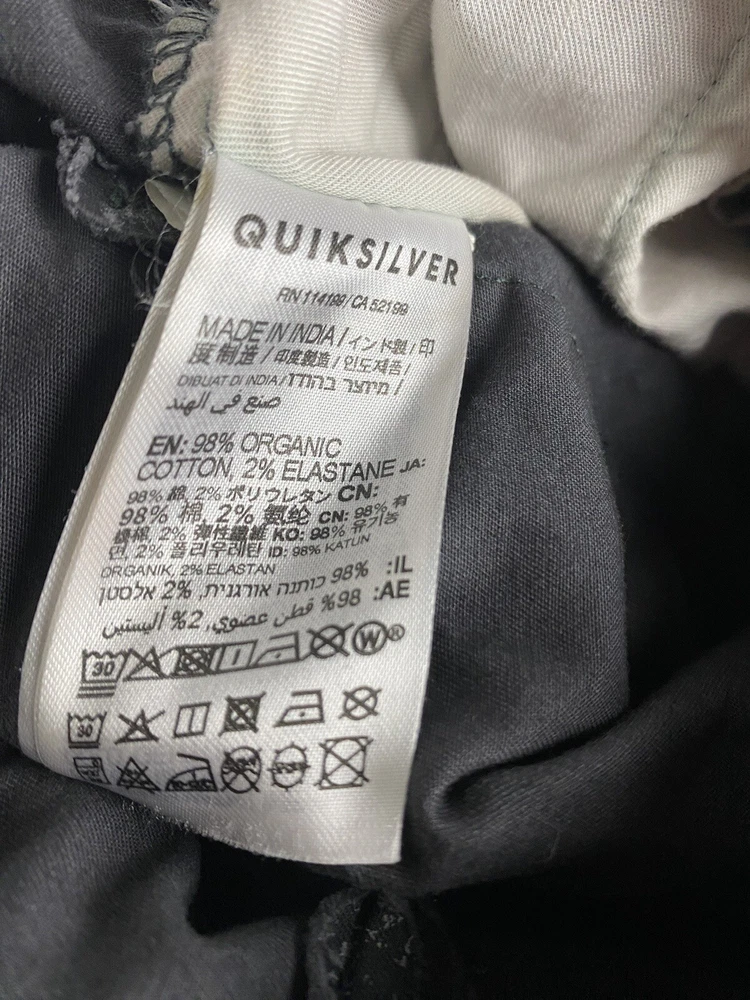 QUIKSILVER
RN 114199/CA 52199
MADE IN INDIA/インド製/印
度制造/印度製造/인도제품/
DIBUAT DI INDIA/מיוצר בהודו/
صنع في الهند
EN: 98% ORGANIC
COTTON, 2% ELASTANE JA:
98% 綿, 2% ポリウレタン CN:
98% 棉, 2% 氨纶 CN: 98% 有
機棉, 2% 彈性纖維 KO: 98% 유기농
면, 2% 폴리우레탄 ID: 98% KATUN
ORGANIK, 2% ELASTAN
IL: 98% כותנה אורגנית, 2% אלסטן
AE: 98% قطن عضوي, 2% أليستين
30 W®
30